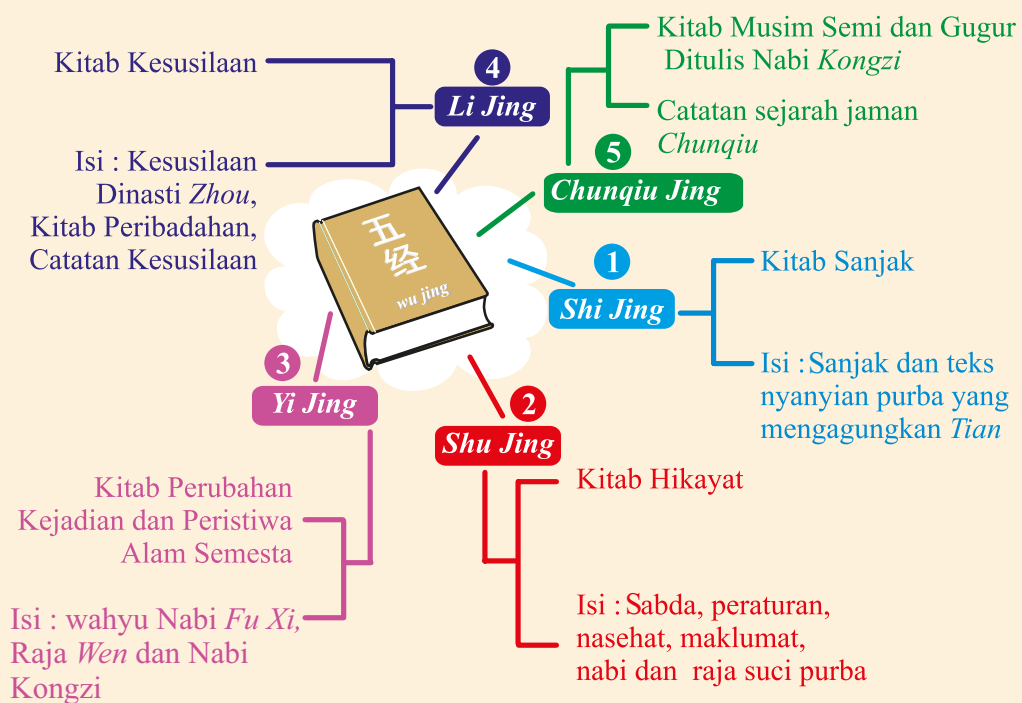 Kitab Kesusilaan
4
Li Jing
Isi : Kesusilaan
Dinasti Zhou,
Kitab Peribadahan,
Catatan Kesusilaan
Kitab Musim Semi dan Gugur
Ditulis Nabi Kongzi
Catatan sejarah jaman
Chunqiu
5
Chunqiu Jing
五
经
wu jing
1
Shi Jing
Kitab Sanjak
Isi : Sanjak dan teks
nyanyian purba yang
mengagungkan Tian
3
Yi Jing
Kitab Perubahan
Kejadian dan Peristiwa
Alam Semesta
Isi : wahyu Nabi Fu Xi,
Raja Wen dan Nabi
Kongzi
2
Shu Jing
Kitab Hikayat
Isi : Sabda, peraturan,
nasehat, maklumat,
nabi dan raja suci purba